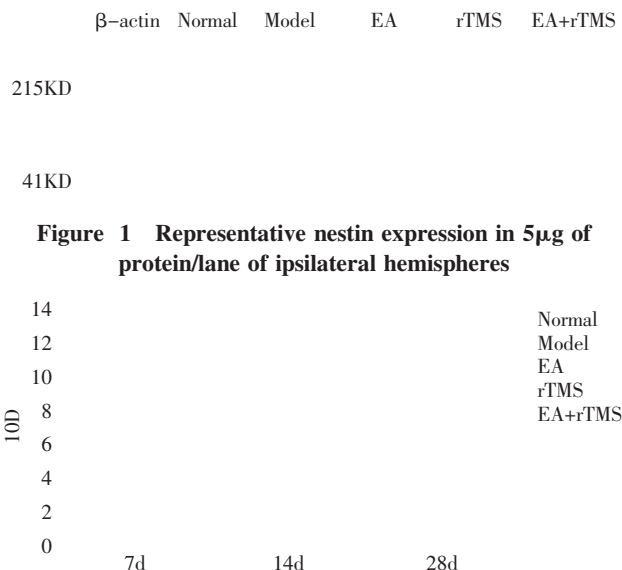 β-actin Normal Model EA rTMS EA+rTMS
215KD
41KD
Figure 1 Representative nestin expression in 5μg of
protein/lane of ipsilateral hemispheres
14
12
10
8
6
4
2
0
10D
7d 14d 28d
Normal
Model
EA
rTMS
EA+rTMS